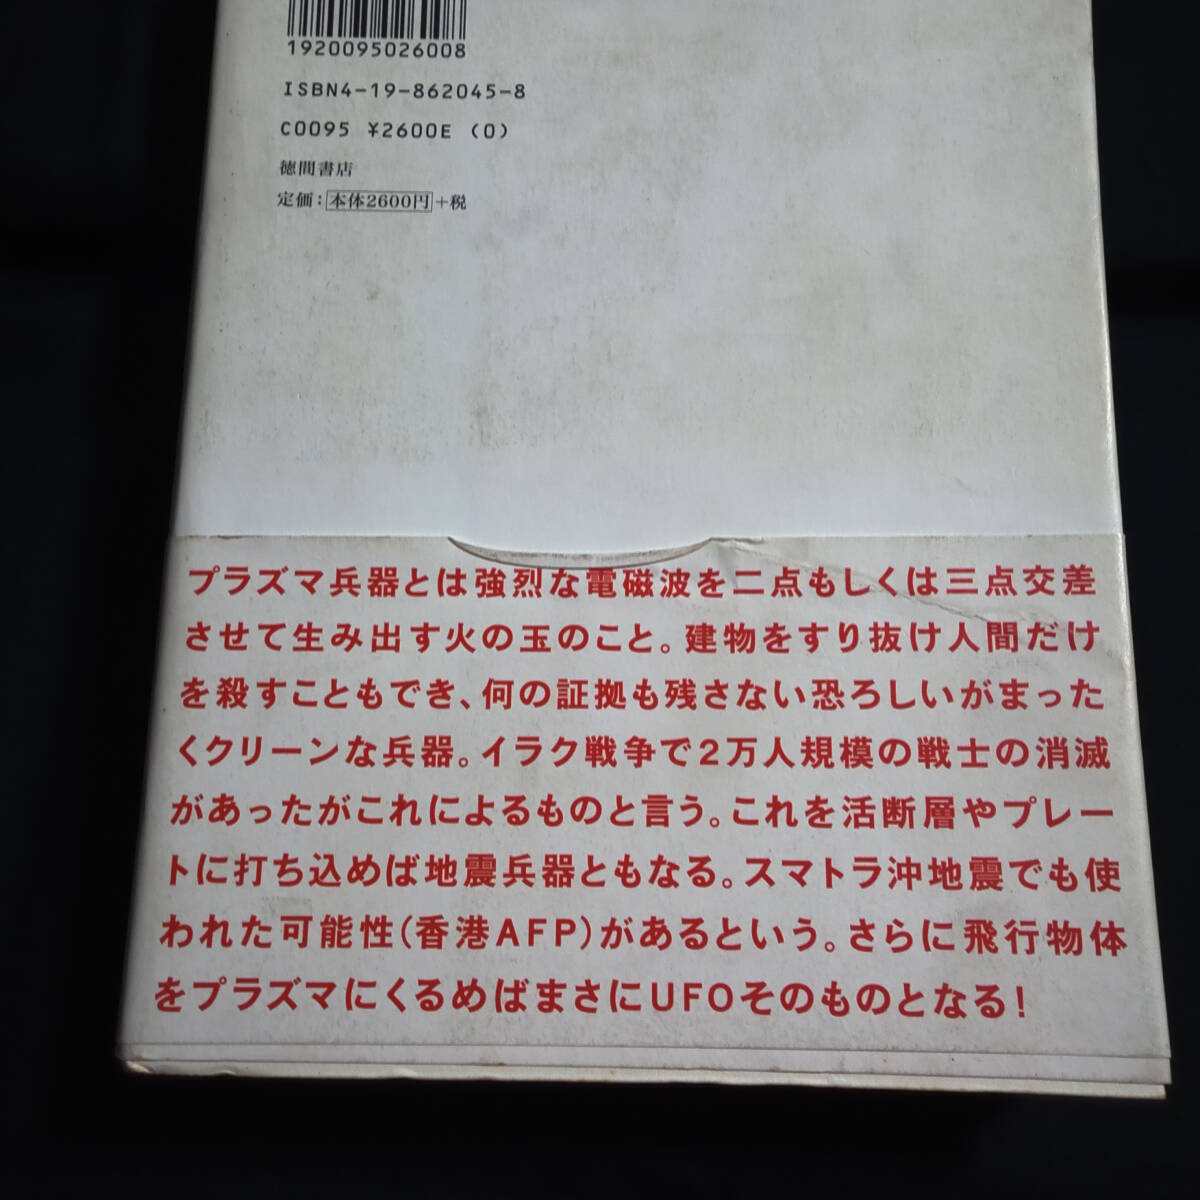 1920095026008
ISBN4-19-862045-8
C0095 ¥2600E (0)
徳間書店
定価：本体2600円+税
プラズマ兵器とは強烈な電磁波を二点もしくは三点交差
させて生み出す火の玉のこと。建物をすり抜け人間だけ
を殺すこともでき、何の証拠も残さない恐ろしいがまった
くクリーンな兵器。イラク戦争で2万人規模の戦士の消滅
があったがこれによるものと言う。これを活断層やプレー
トに打ち込めば地震兵器ともなる。スマトラ沖地震でも使
われた可能性（香港AFP）があるという。さらに飛行物体
をプラズマにくるめばまさにUFOそのものとなる！